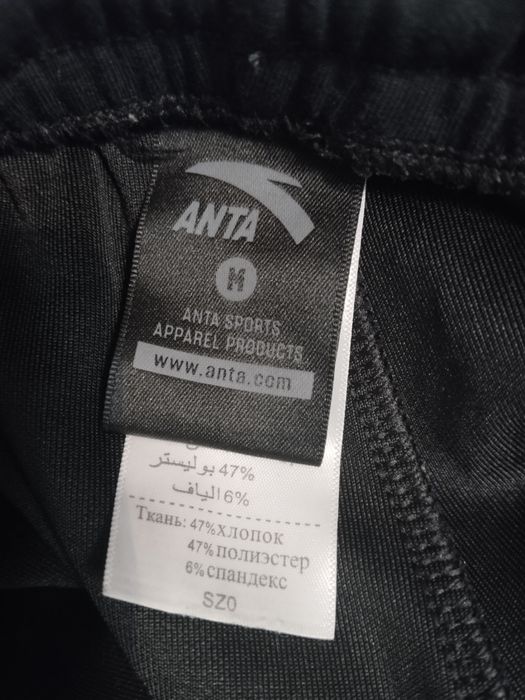 ANTA
M
ANTA SPORTS
APPAREL PRODUCTS
www.anta.com
47% بوليستر
6% الياف
Ткань: 47% хлопок
47% полиэстер
6% спандекс
SZ0